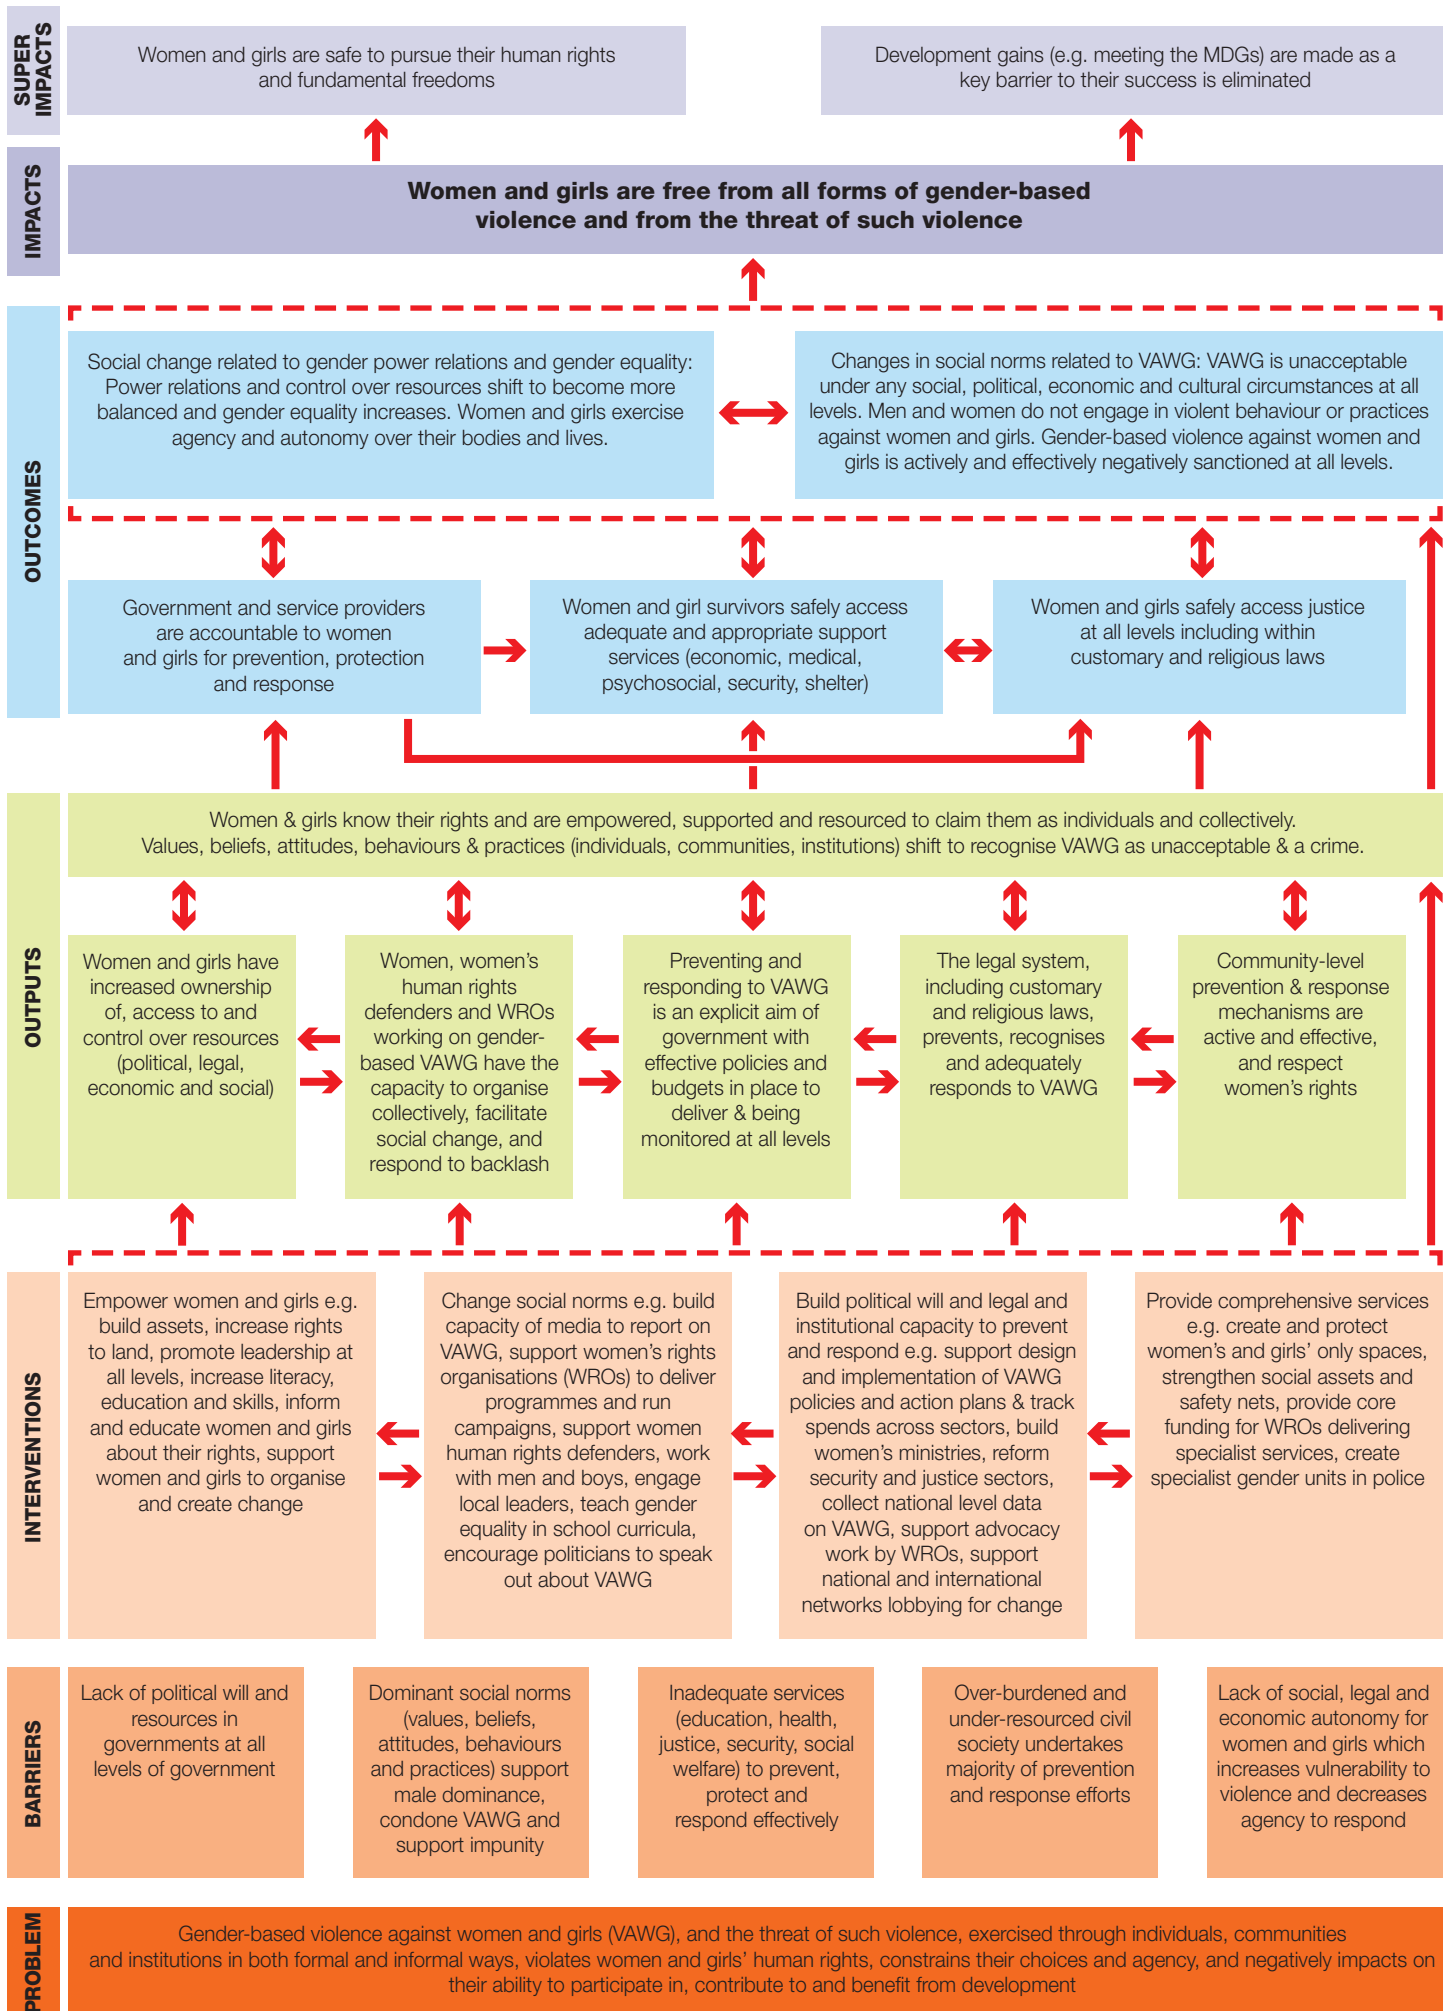 SUPER
IMPACTS
Women and girls are safe to pursue their human rights
and fundamental freedoms
Development gains (e.g. meeting the MDGs) are made as a
key barrier to their success is eliminated
IMPACTS
Women and girls are free from all forms of gender-based
violence and from the threat of such violence
OUTCOMES
Social change related to gender power relations and gender equality:
Power relations and control over resources shift to become more
balanced and gender equality increases. Women and girls exercise
agency and autonomy over their bodies and lives.
Changes in social norms related to VAWG: VAWG is unacceptable
under any social, political, economic and cultural circumstances at all
levels. Men and women do not engage in violent behaviour or practices
against women and girls. Gender-based violence against women and
girls is actively and effectively negatively sanctioned at all levels.
Government and service providers
are accountable to women
and girls for prevention, protection
and response
Women and girl survivors safely access
adequate and appropriate support
services (economic, medical,
psychosocial, security, shelter)
Women and girls safely access justice
at all levels including within
customary and religious laws
OUTPUTS
Women & girls know their rights and are empowered, supported and resourced to claim them as individuals and collectively.
Values, beliefs, attitudes, behaviours & practices (individuals, communities, institutions) shift to recognise VAWG as unacceptable & a crime.
Women and girls have
increased ownership
of, access to and
control over resources
(political, legal,
economic and social)
Women, women's
human rights
defenders and WROs
working on gender-
based VAWG have the
capacity to organise
collectively, facilitate
social change, and
respond to backlash
Preventing and
responding to VAWG
is an explicit aim of
government with
effective policies and
budgets in place to
deliver & being
monitored at all levels
The legal system,
including customary
and religious laws,
prevents, recognises
and adequately
responds to VAWG
Community-level
prevention & response
mechanisms are
active and effective,
and respect
women's rights
INTERVENTIONS
Empower women and girls e.g.
build assets, increase rights
to land, promote leadership at
all levels, increase literacy,
education and skills, inform
and educate women and girls
about their rights, support
women and girls to organise
and create change
Change social norms e.g. build
capacity of media to report on
VAWG, support women's rights
organisations (WROs) to deliver
programmes and run
campaigns, support women
human rights defenders, work
with men and boys, engage
local leaders, teach gender
equality in school curricula,
encourage politicians to speak
out about VAWG
Build political will and legal and
institutional capacity to prevent
and respond e.g. support design
and implementation of VAWG
policies and action plans & track
spends across sectors, build
women's ministries, reform
security and justice sectors,
collect national level data
on VAWG, support advocacy
work by WROs, support
national and international
networks lobbying for change
Provide comprehensive services
e.g. create and protect
women's and girls' only spaces,
strengthen social assets and
safety nets, provide core
funding for WROs delivering
specialist services, create
specialist gender units in police
BARRIERS
Lack of political will and
resources in
governments at all
levels of government
Dominant social norms
(values, beliefs,
attitudes, behaviours
and practices) support
male dominance,
condone VAWG and
support impunity
Inadequate services
(education, health,
justice, security, social
welfare) to prevent,
protect and
respond effectively
Over-burdened and
under-resourced civil
society undertakes
majority of prevention
and response efforts
Lack of social, legal and
economic autonomy for
women and girls which
increases vulnerability to
violence and decreases
agency to respond
PROBLEM
Gender-based violence against women and girls (VAWG), and the threat of such violence, exercised through individuals, communities
and institutions in both formal and informal ways, violates women and girls' human rights, constrains their choices and agency, and negatively impacts on
their ability to participate in, contribute to and benefit from development